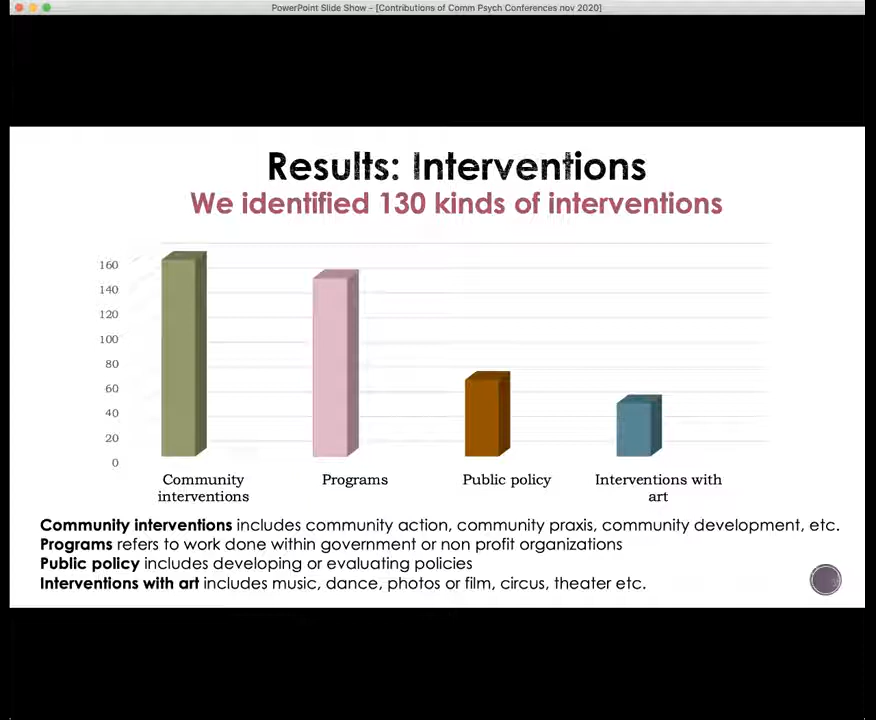 PowerPoint Slide Show - [Contributions of Comm Psych Conferences nov 2020]
Results: Interventions
We identified 130 kinds of interventions
160
140
120
100
80
60
40
20
0
Community interventions
Programs
Public policy
Interventions with art
Community interventions includes community action, community praxis, community development, etc.
Programs refers to work done within government or non profit organizations
Public policy includes developing or evaluating policies
Interventions with art includes music, dance, photos or film, circus, theater etc.